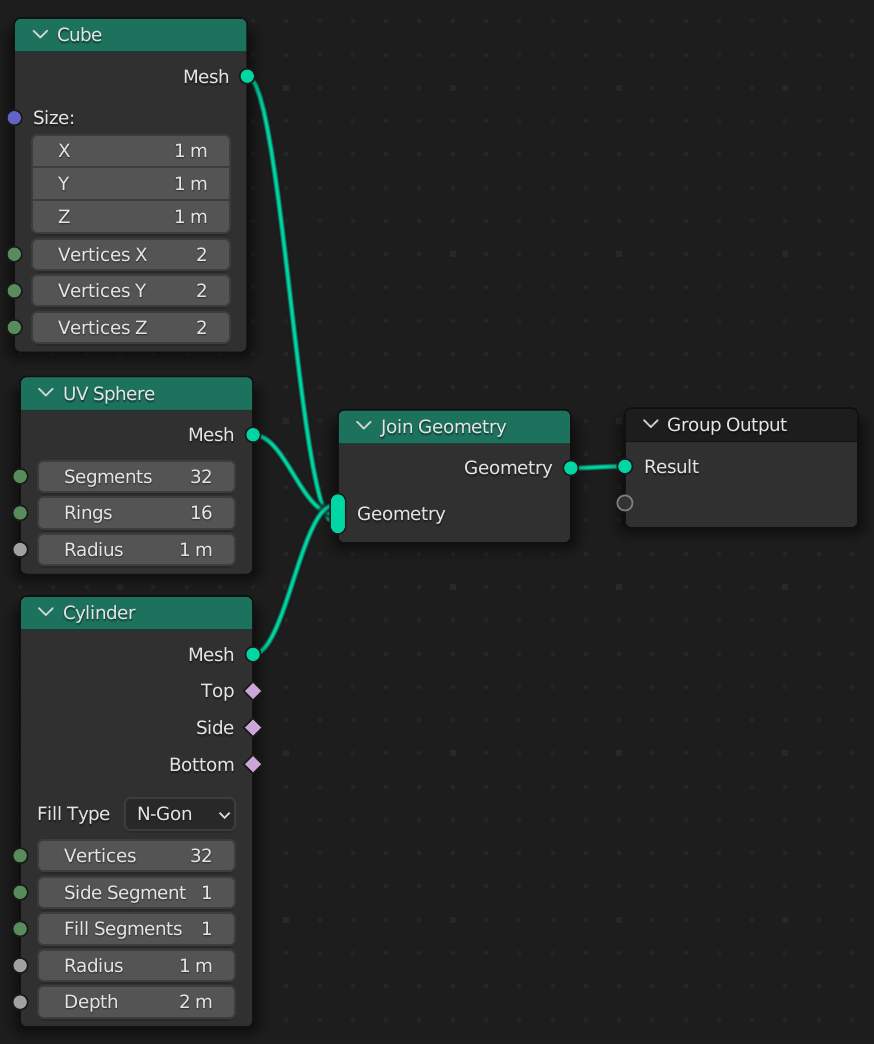 Cube
Mesh
Size:
X 1 m
Y 1 m
Z 1 m
Vertices X 2
Vertices Y 2
Vertices Z 2
UV Sphere
Mesh
Segments 32
Rings 16
Radius 1 m
Cylinder
Mesh
Top
Side
Bottom
Fill Type N-Gon
Vertices 32
Side Segment 1
Fill Segments 1
Radius 1 m
Depth 2 m
Join Geometry
Geometry
Geometry
Group Output
Result